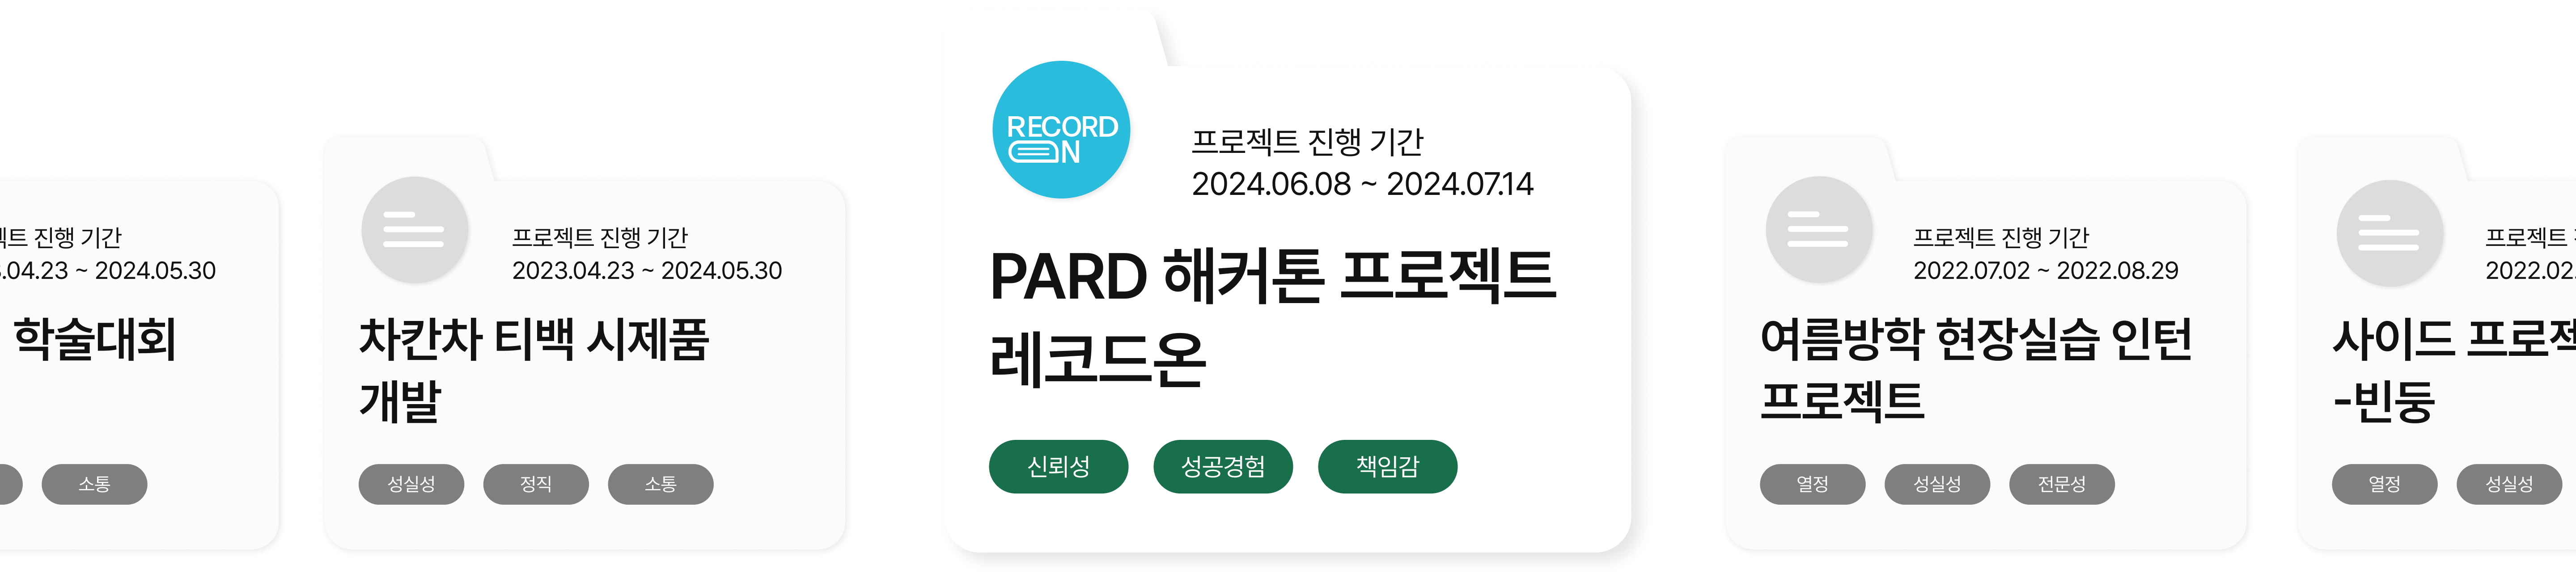 진행 기간
.04.23 ~ 2024.05.30
학술대회
소통
프로젝트 진행 기간
2023.04.23 ~ 2024.05.30
차칸차 티백 시제품
개발
성실성 정직 소통
RECORD
ON
프로젝트 진행 기간
2024.06.08 ~ 2024.07.14
PARD 해커톤 프로젝트
레코드온
신뢰성 성공경험 책임감
프로젝트 진행 기간
2022.07.02 ~ 2022.08.29
여름방학 현장실습 인턴
프로젝트
열정 성실성 전문성
프로젝트
2022.02.
사이드
-빈둥
열정 성실성